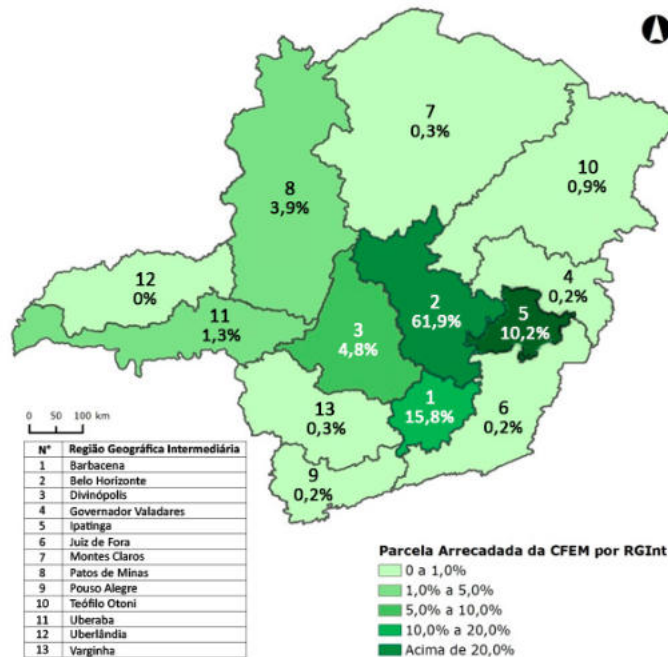 7
0,3%
10
0,9%
8
3,9%
4
0,2%
12
0%
2
61,9%
5
10,2%
11
1,3%
3
4,8%
1
15,8%
6
0,2%
13
0,3%
9
0,2%
0 50 100 km
N° Região Geográfica Intermediária
1 Barbacena
2 Belo Horizonte
3 Divinópolis
4 Governador Valadares
5 Ipatinga
6 Juiz de Fora
7 Montes Claros
8 Patos de Minas
9 Pouso Alegre
10 Teófilo Otoni
11 Uberaba
12 Uberlândia
13 Varginha
Parcela Arrecadada da CFEM por RGInt
0 a 1,0%
1,0% a 5,0%
5,0% a 10,0%
10,0% a 20,0%
Acima de 20,0%